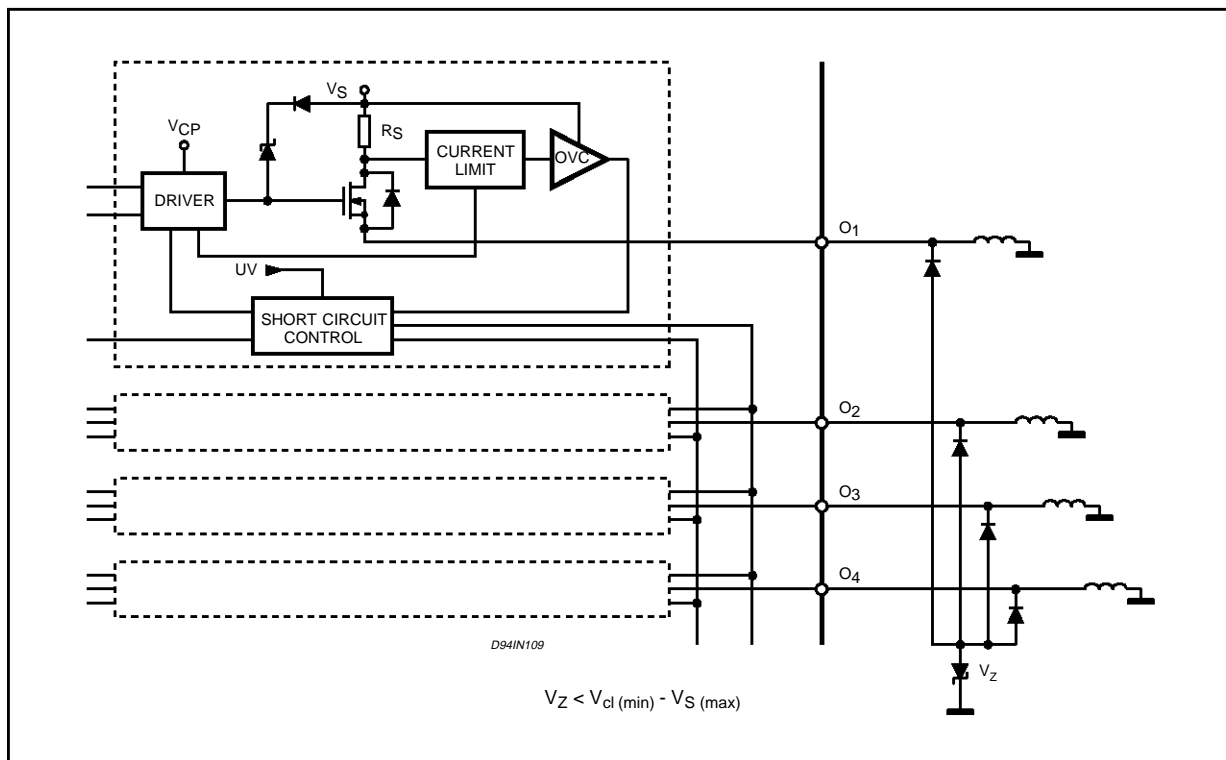 VS
RS
VCP
CURRENT
LIMIT
OVC
DRIVER
O1
UV
SHORT CIRCUIT
CONTROL
O2
O3
O4
D94IN109
VZ
VZ < Vcl (min) - VS (max)